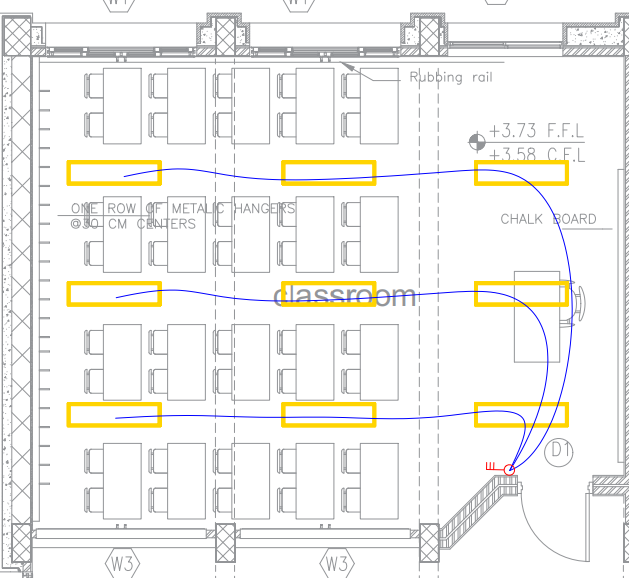 Rubbing rail
+3.73 F.F.L
+3.58 C.F.L
ONE ROW OF METALIC HANGERS
@30 CM CENTERS
CHALK BOARD
classroom
D1
W3
W3